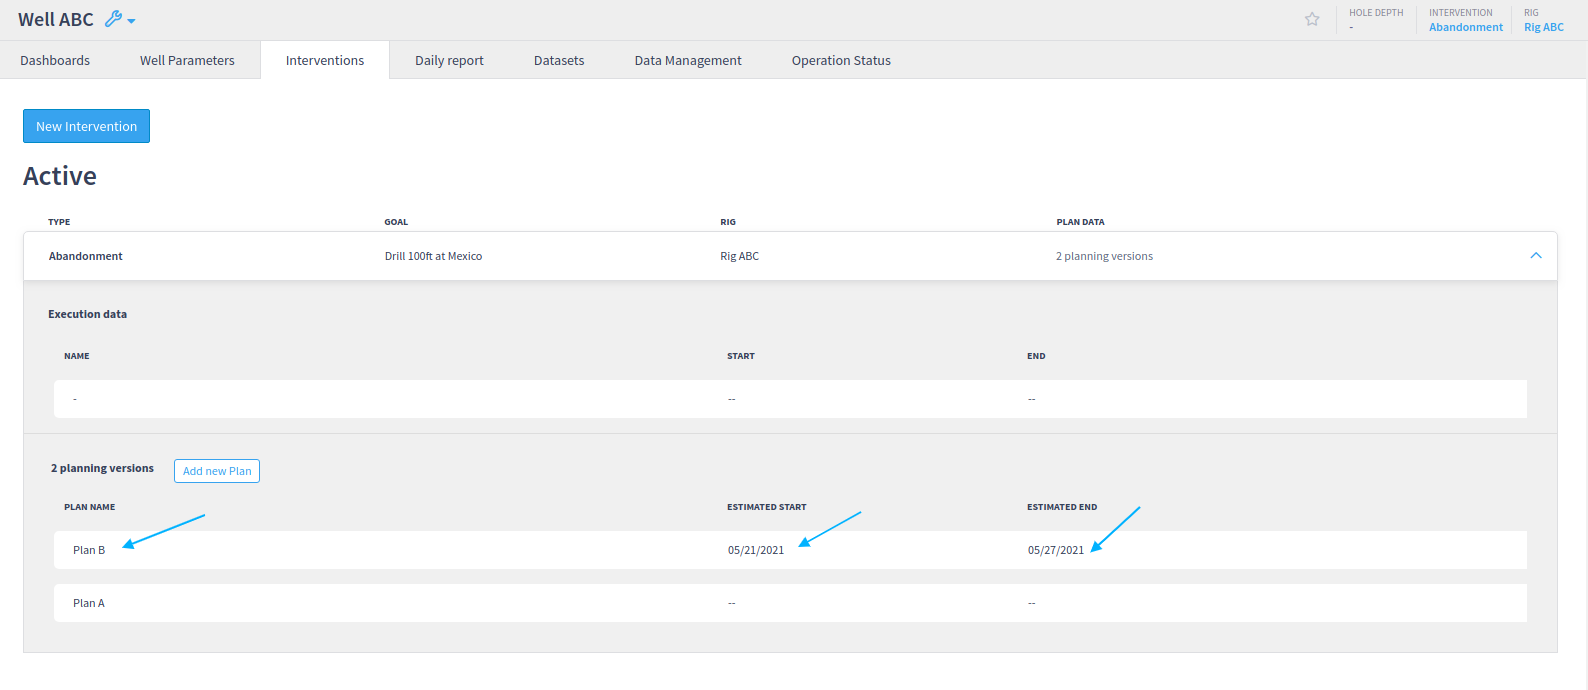 Well ABC
HOLE DEPTH
-
INTERVENTION
Abandonment
RIG
Rig ABC
Dashboards Well Parameters Interventions Daily report Datasets Data Management Operation Status
New Intervention
Active
TYPE GOAL RIG PLAN DATA
Abandonment Drill 100ft at Mexico Rig ABC 2 planning versions
Execution data
NAME START END
- -- --
2 planning versions Add new Plan
PLAN NAME ESTIMATED START ESTIMATED END
Plan B 05/21/2021 05/27/2021
Plan A -- --